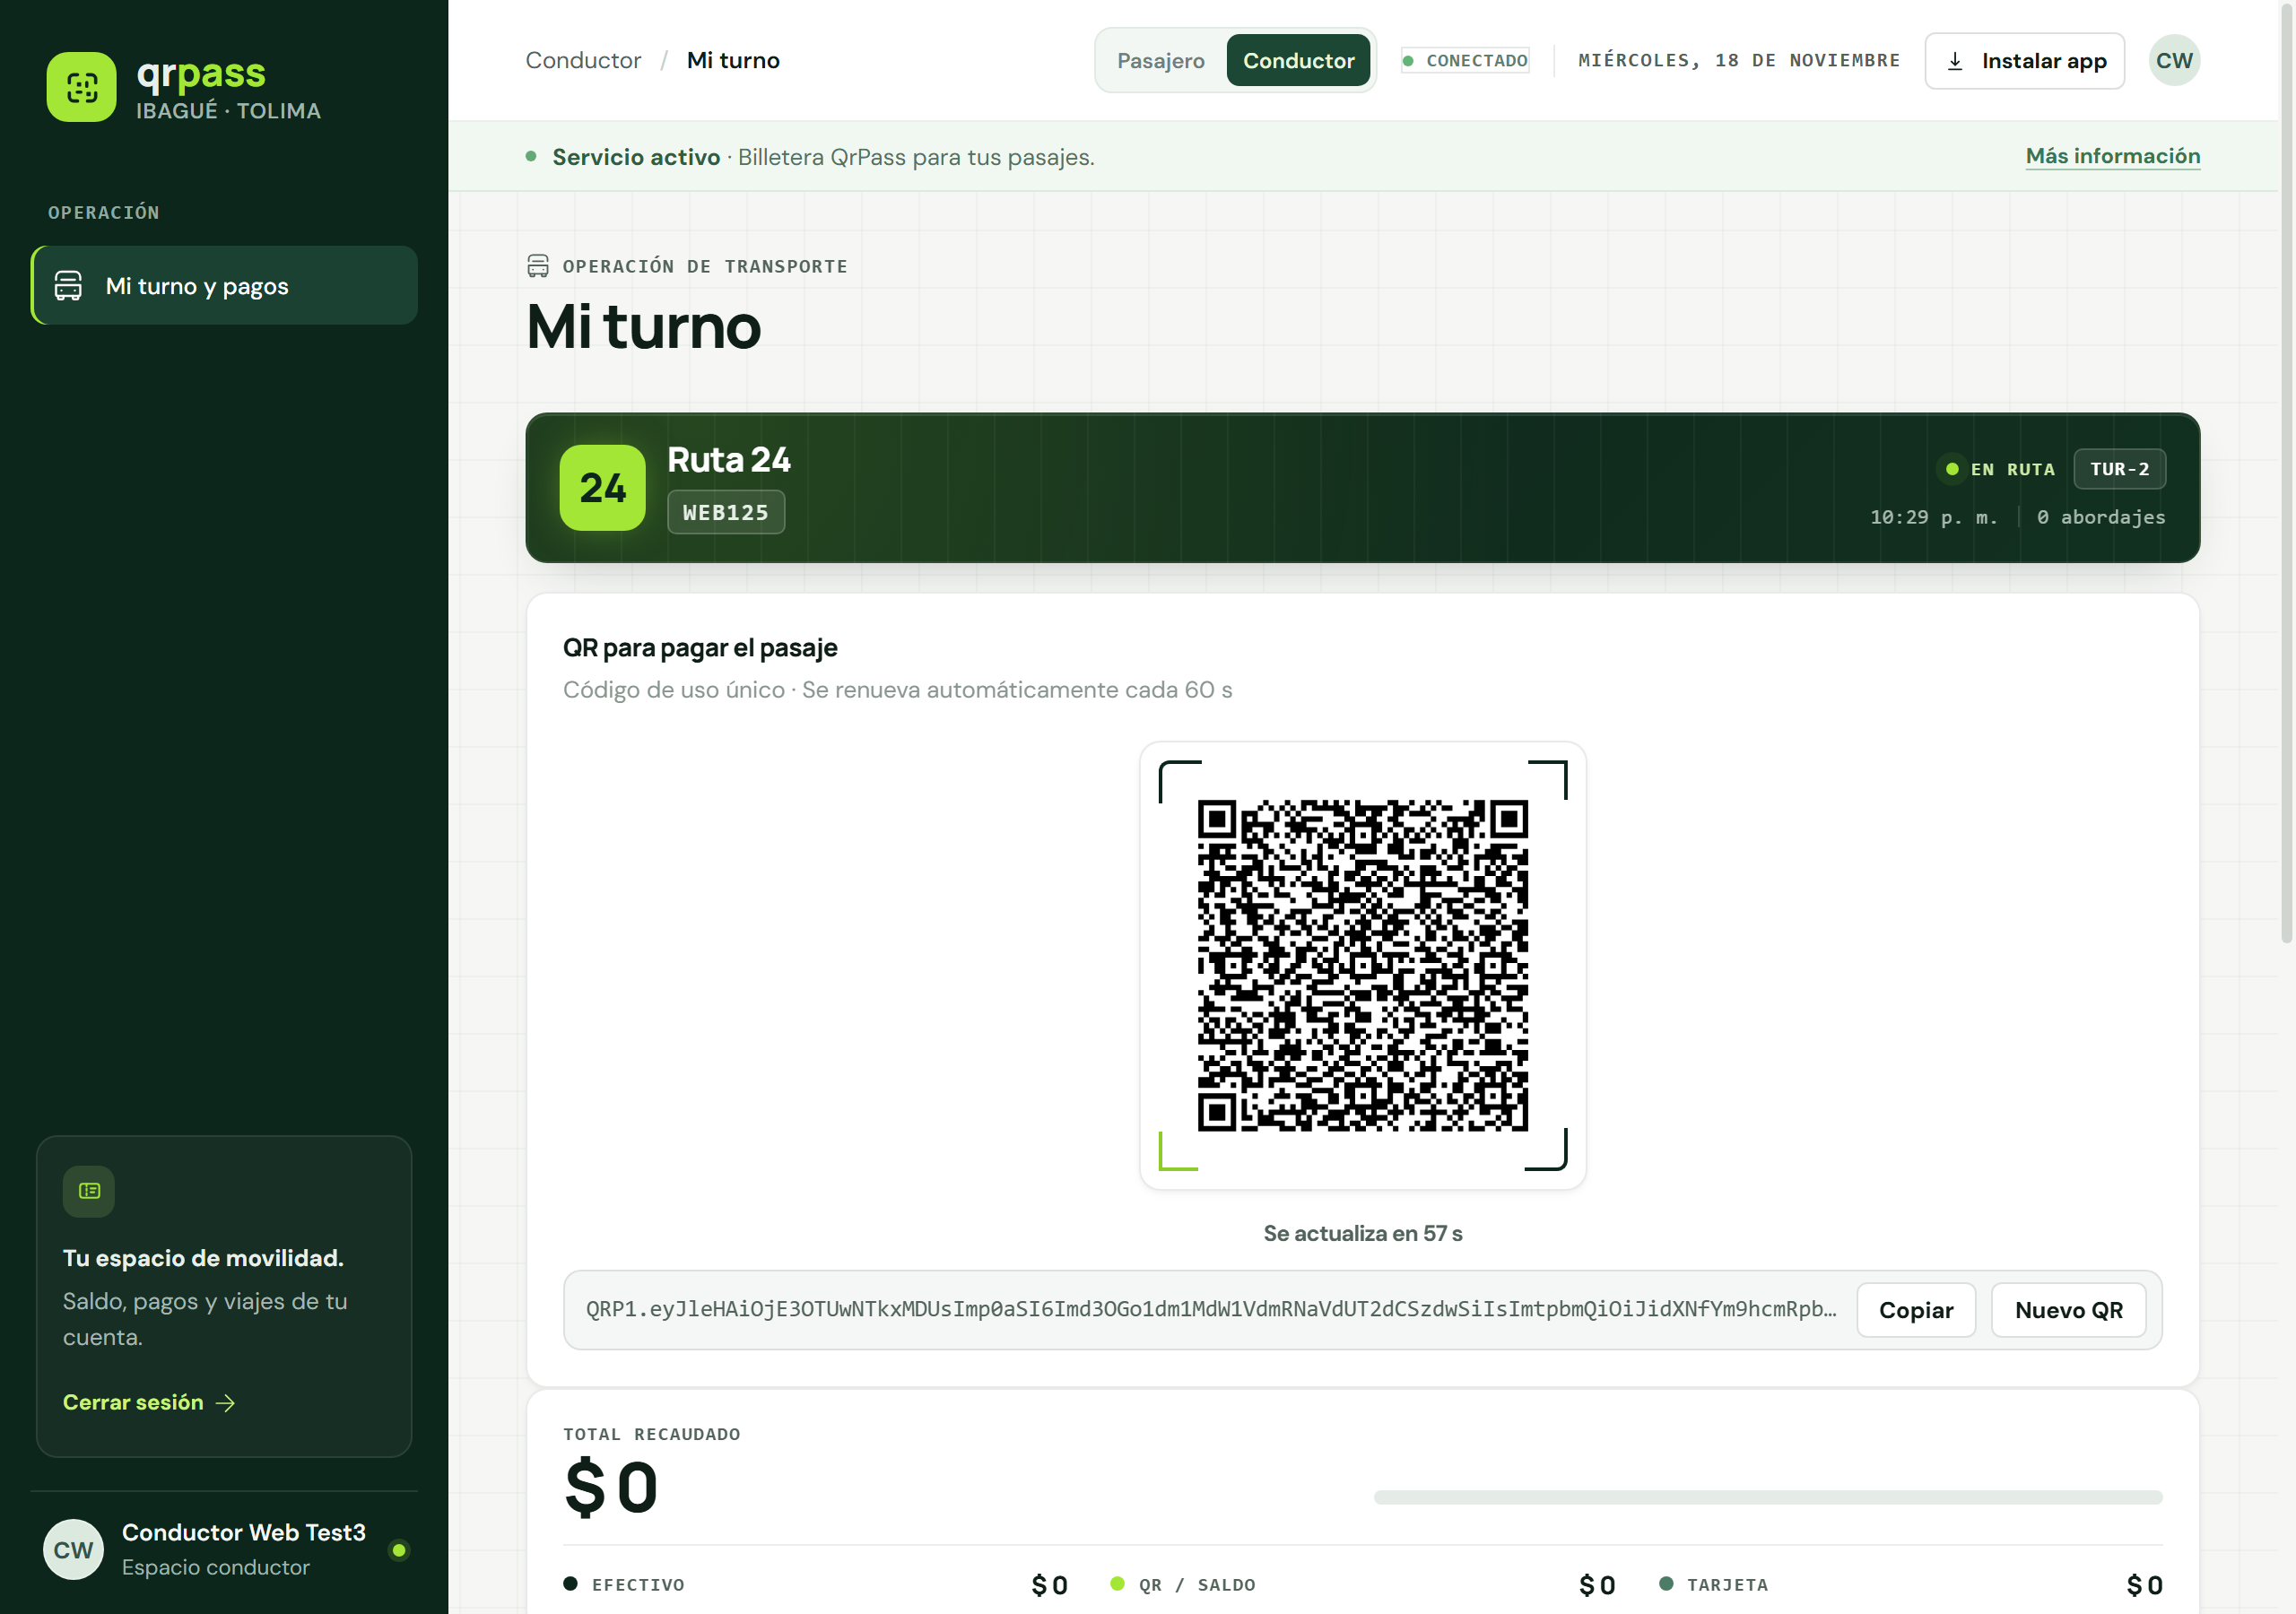 qrpass
IBAGUÉ · TOLIMA
OPERACIÓN
Mi turno y pagos
Tu espacio de movilidad.
Saldo, pagos y viajes de tu
cuenta.
Cerrar sesión →
CW
Conductor Web Test3
Espacio conductor
Conductor / Mi turno
Pasajero
Conductor
CONECTADO
MIÉRCOLES, 18 DE NOVIEMBRE
Instalar app
CW
Servicio activo · Billetera QrPass para tus pasajes.
Más información
OPERACIÓN DE TRANSPORTE
Mi turno
24
Ruta 24
WEB125
EN RUTA
TUR-2
10:29 p. m.
0 abordajes
QR para pagar el pasaje
Código de uso único · Se renueva automáticamente cada 60 s
Se actualiza en 57 s
QRP1.eyJleHAiOjE3OTUwNTkxMDUsImp0aSI6Imd3OGo1dm1MdW1VdmRNaVdUT2dCSzdwSiIsImtpbmQiOiJidXNfYm9hcmRpb…
Copiar
Nuevo QR
TOTAL RECAUDADO
$0
EFECTIVO
$0
QR / SALDO
$0
TARJETA
$0